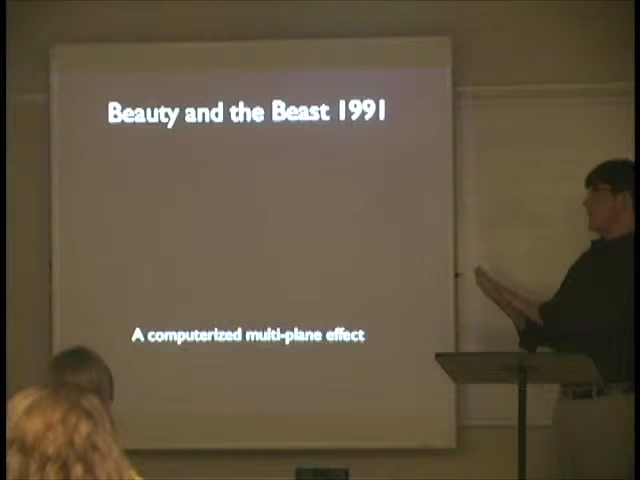 Beauty and the Beast 1991
A computerized multi-plane effect